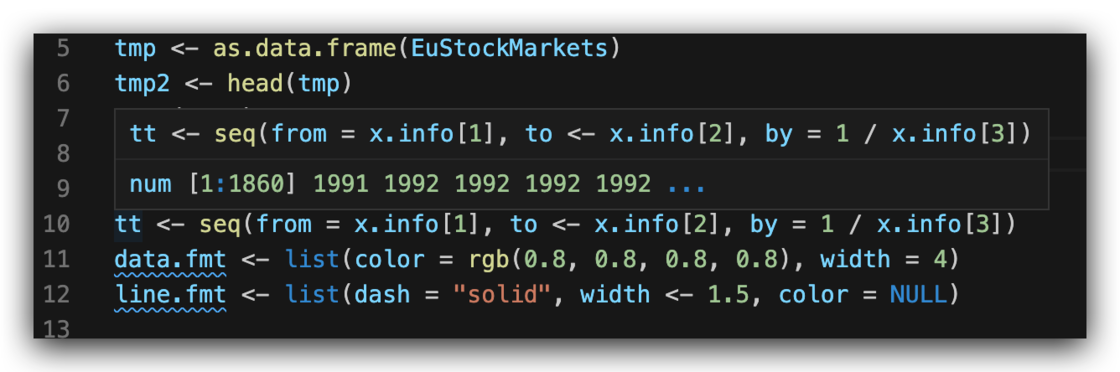 5 tmp <- as.data.frame(EuStockMarkets)
6 tmp2 <- head(tmp)
7
tt <- seq(from = x.info[1], to <- x.info[2], by = 1 / x.info[3])
8
9 num [1:1860] 1991 1992 1992 1992 1992 ...
10 tt <- seq(from = x.info[1], to <- x.info[2], by = 1 / x.info[3])
11 data.fmt <- list(color = rgb(0.8, 0.8, 0.8, 0.8), width = 4)
12 line.fmt <- list(dash = "solid", width <- 1.5, color = NULL)
13